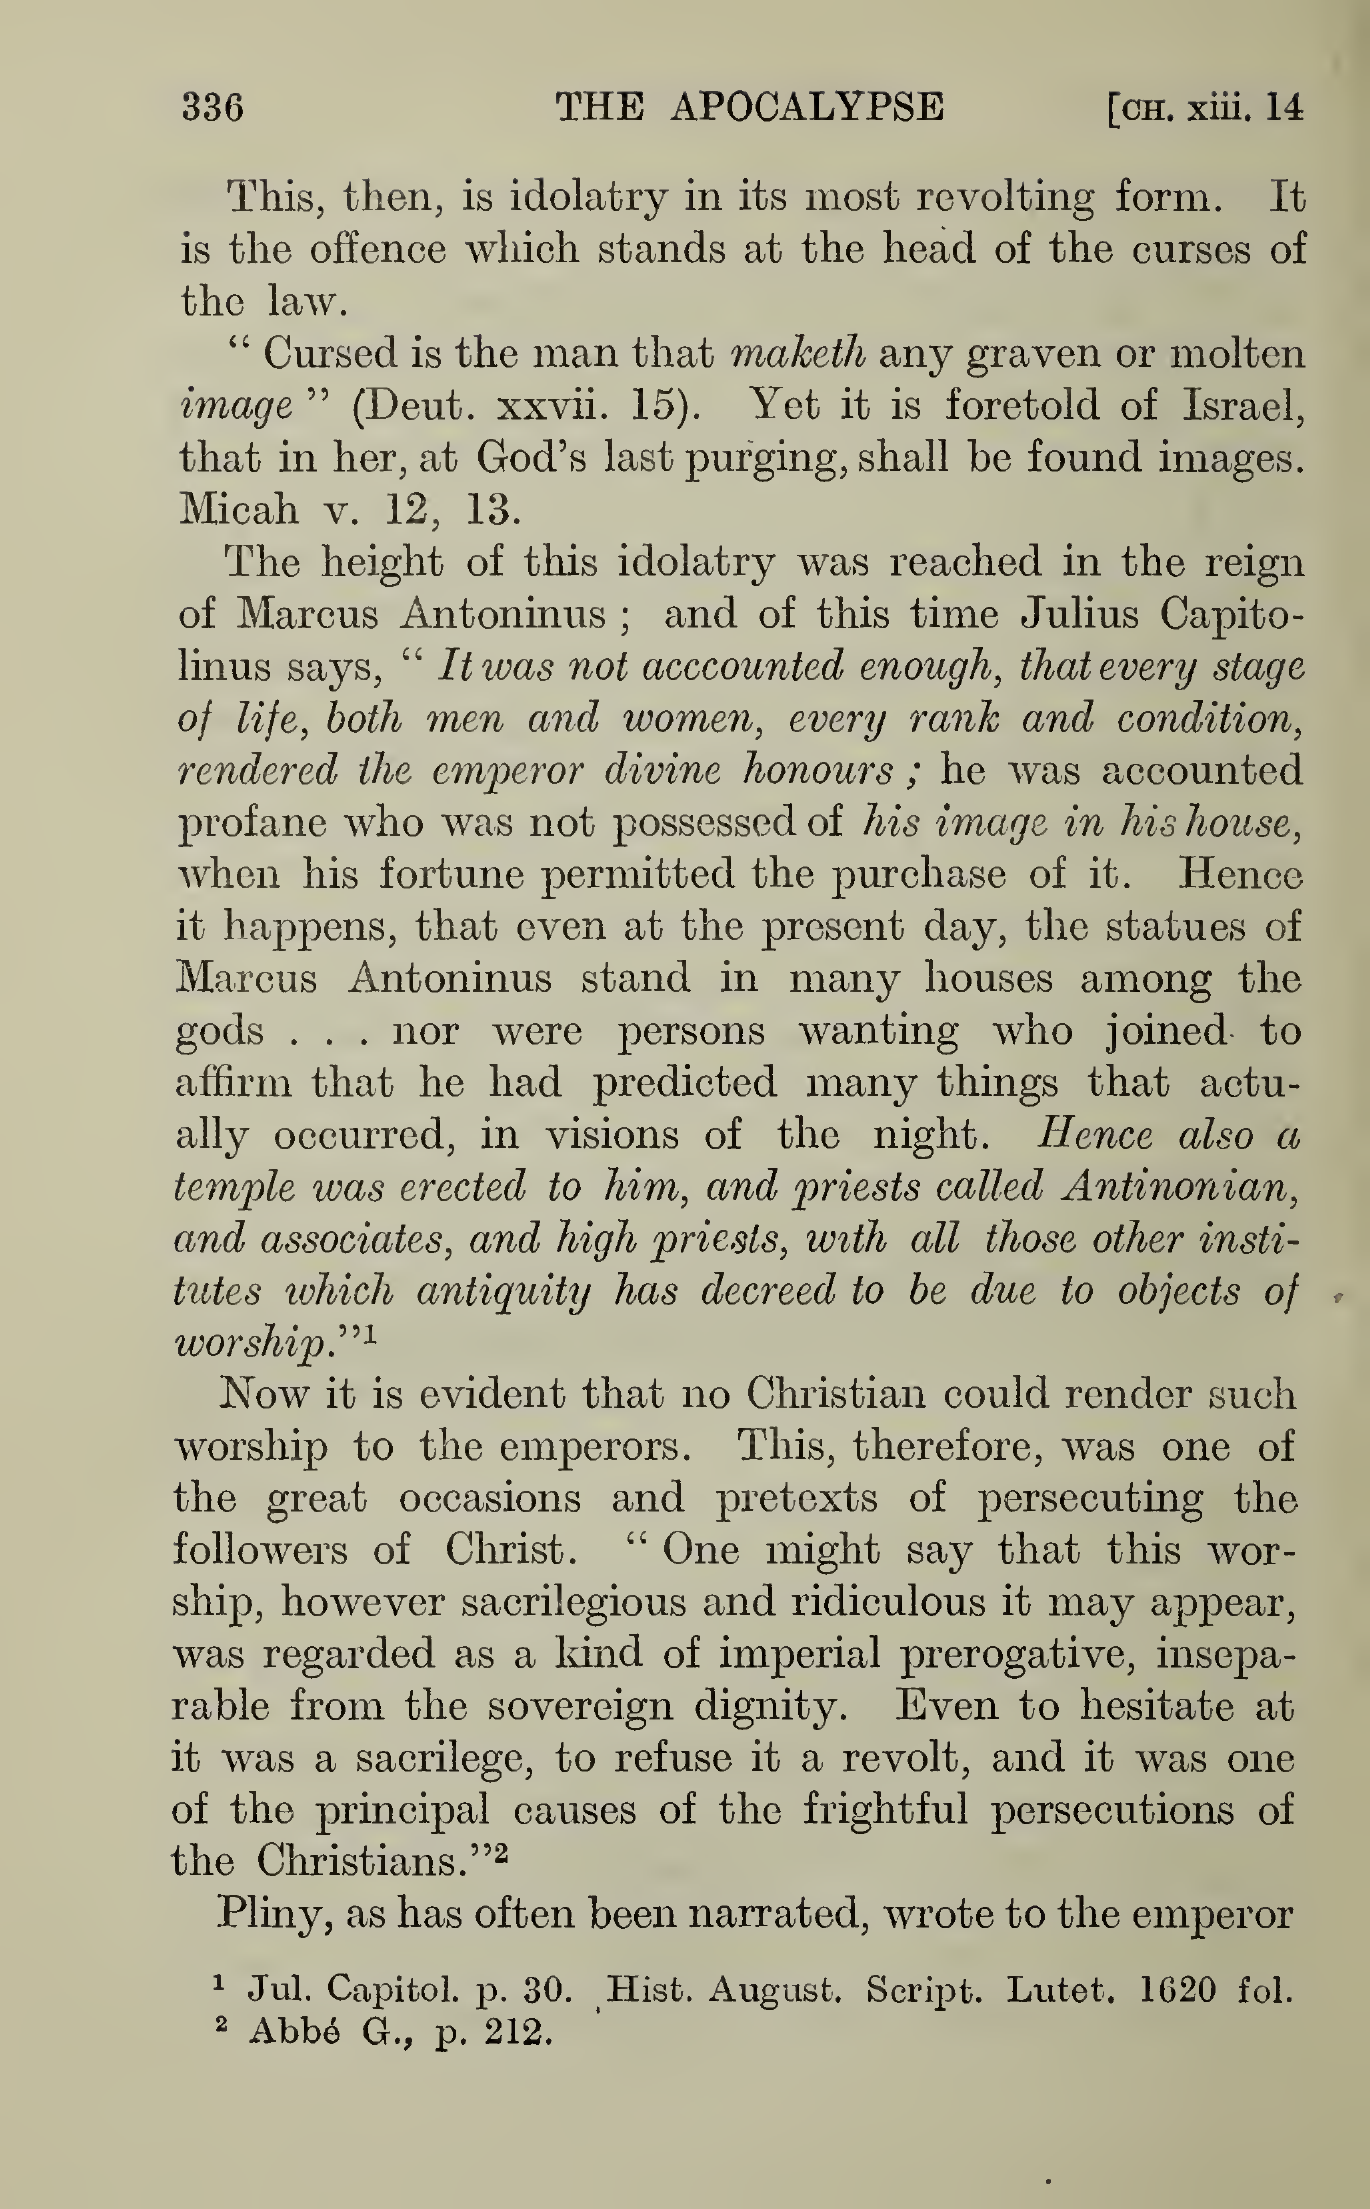 336 THE APOCALYPSE [CH. xiii. 14
This, then, is idolatry in its most revolting form. It
is the offence which stands at the head of the curses of
the law.
“ Cursed is the man that maketh any graven or molten
image ” (Deut. xxvii. 15). Yet it is foretold of Israel,
that in her, at God’s last purging, shall be found images.
Micah v. 12, 13.
The height of this idolatry was reached in the reign
of Marcus Antoninus ; and of this time Julius Capito-
linus says, “ It was not acccounted enough, that every stage
of life, both men and women, every rank and condition,
rendered the emperor divine honours ; he was accounted
profane who was not possessed of his image in his house,
when his fortune permitted the purchase of it. Hence
it happens, that even at the present day, the statues of
Marcus Antoninus stand in many houses among the
gods . . . nor were persons wanting who joined to
affirm that he had predicted many things that actu-
ally occurred, in visions of the night. Hence also a
temple was erected to him, and priests called Antinonian,
and associates, and high priests, with all those other insti-
tutes which antiquity has decreed to be due to objects of
worship.”1
Now it is evident that no Christian could render such
worship to the emperors. This, therefore, was one of
the great occasions and pretexts of persecuting the
followers of Christ. “ One might say that this wor-
ship, however sacrilegious and ridiculous it may appear,
was regarded as a kind of imperial prerogative, insepa-
rable from the sovereign dignity. Even to hesitate at
it was a sacrilege, to refuse it a revolt, and it was one
of the principal causes of the frightful persecutions of
the Christians.”2
Pliny, as has often been narrated, wrote to the emperor
1 Jul. Capitol. p. 30. Hist. August. Script. Lutet. 1620 fol.
2 Abbé G., p. 212.